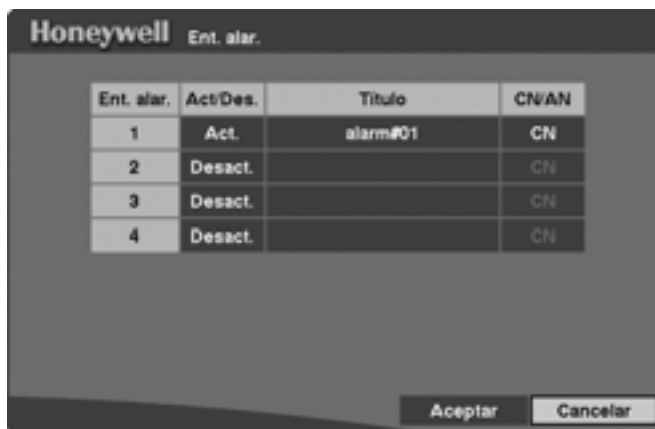 Honeywell Ent. alar.
Ent. alar. Act/Des. Título CN/AN
1 Act. alarm#01 CN
2 Desact. CN
3 Desact. CN
4 Desact. CN
Aceptar Cancelar